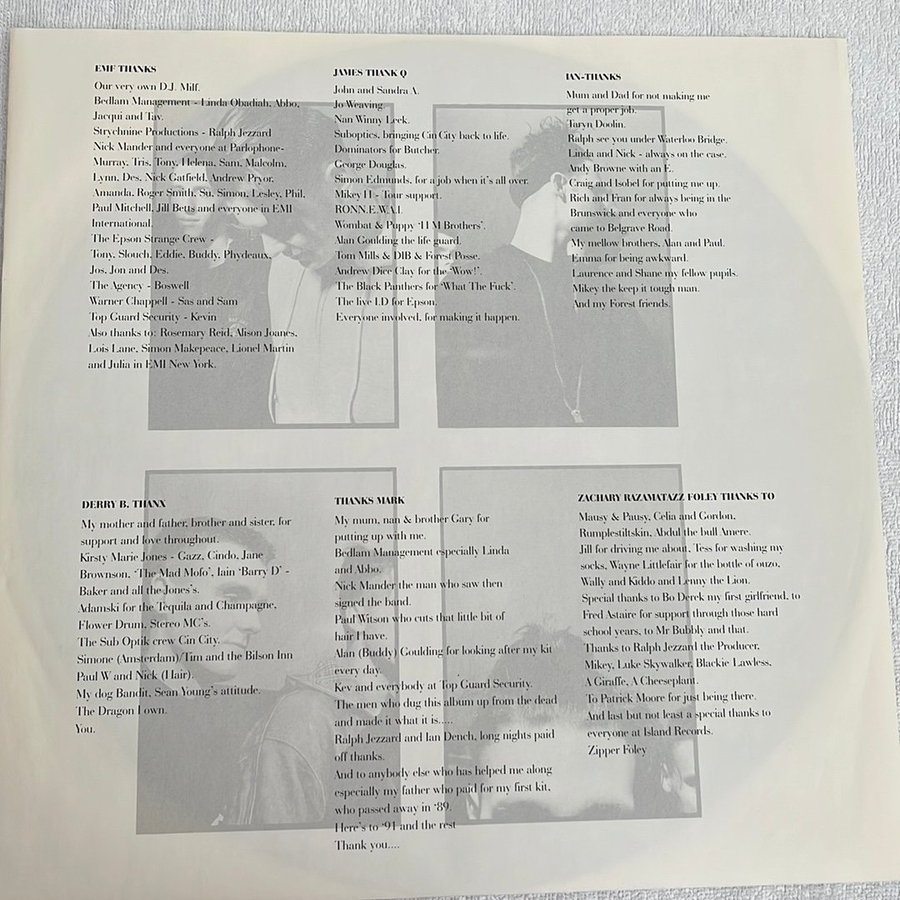 EMF THANKS
Our very own D.J. Milf.
Bedlam Management - Linda Obadiah, Abbo,
Jacqui and Tav.
Strychnine Productions - Ralph Jezzard
Nick Mander and everyone at Parlophone-
Murray, Tris, Tony, Helena, Sam, Malcolm,
Lynn, Des, Nick Gatfield, Andrew Pryor,
Amanda, Roger Smith, Su, Simon, Lesley, Phil,
Paul Mitchell, Jill Betts and everyone in EMI
International.
The Epson Strange Crew -
Tony, Slouch, Eddie, Buddy, Phydeaux,
Jos, Jon and Des.
The Agency - Boswell
Warner Chappell - Sas and Sam
Top Guard Security - Kevin
Also thanks to: Rosemary Reid, Alison Joanes,
Lois Lane, Simon Makepeace, Lionel Martin
and Julia in EMI New York.
JAMES THANK Q
John and Sandra A.
Jo Weaving.
Nan Winny Leek.
Suboptics, bringing Cin City back to life.
Dominators for Butcher.
George Douglas.
Simon Edmunds, for a job when it's all over.
Mikey H - Tour support.
RONN.E.W.A.I.
Wombat & Puppy 'H M Brothers'.
Alan Goulding the life guard.
Tom Mills & DIB & Forest Posse.
Andrew Dice Clay for the 'Wow!'.
The Black Panthers for 'What The Fuck'.
The live I.D for Epson.
Everyone involved, for making it happen.
IAN-THANKS
Mum and Dad for not making me
get a proper job.
Taryn Doolin.
Ralph see you under Waterloo Bridge.
Linda and Nick - always on the case.
Andy Browne with an E.
Craig and Isobel for putting me up.
Rich and Fran for always being in the
Brunswick and everyone who
came to Belgrave Road.
My mellow brothers, Alan and Paul.
Emma for being awkward.
Laurence and Shane my fellow pupils.
Mikey the keep it tough man.
And my Forest friends.
DERRY B. THANX
My mother and father, brother and sister, for
support and love throughout.
Kirsty Marie Jones - Gazz, Cindo, Jane
Brownson, 'The Mad Mofo', Iain 'Barry D' -
Baker and all the Jones's.
Adamski for the Tequila and Champagne,
Flower Drum, Stereo MC's.
The Sub Optik crew Cin City.
Simone (Amsterdam)/Tim and the Bilson Inn
Paul W and Nick (Hair).
My dog Bandit, Sean Young's attitude.
The Dragon I own.
You.
THANKS MARK
My mum, nan & brother Gary for
putting up with me.
Bedlam Management especially Linda
and Abbo.
Nick Mander the man who saw then
signed the band.
Paul Witson who cuts that little bit of
hair I have.
Alan (Buddy) Goulding for looking after my kit
every day.
Kev and everybody at Top Guard Security.
The men who dug this album up from the dead
and made it what it is.....
Ralph Jezzard and Ian Dench, long nights paid
off thanks.
And to anybody else who has helped me along
especially my father who paid for my first kit,
who passed away in '89.
Here's to '91 and the rest
Thank you....
ZACHARY RAZAMATAZZ FOLEY THANKS TO
Mausy & Pausy, Celia and Gordon,
Rumplestiltskin, Abdul the bull Amere.
Jill for driving me about, Tess for washing my
socks, Wayne Littlefair for the bottle of ouzo,
Wally and Kiddo and Lenny the Lion.
Special thanks to Bo Derek my first girlfriend, to
Fred Astaire for support through those hard
school years, to Mr Bubbly and that.
Thanks to Ralph Jezzard the Producer,
Mikey, Luke Skywalker, Blackie Lawless,
A Giraffe, A Cheeseplant.
To Patrick Moore for just being there.
And last but not least a special thanks to
everyone at Island Records.
Zipper Foley